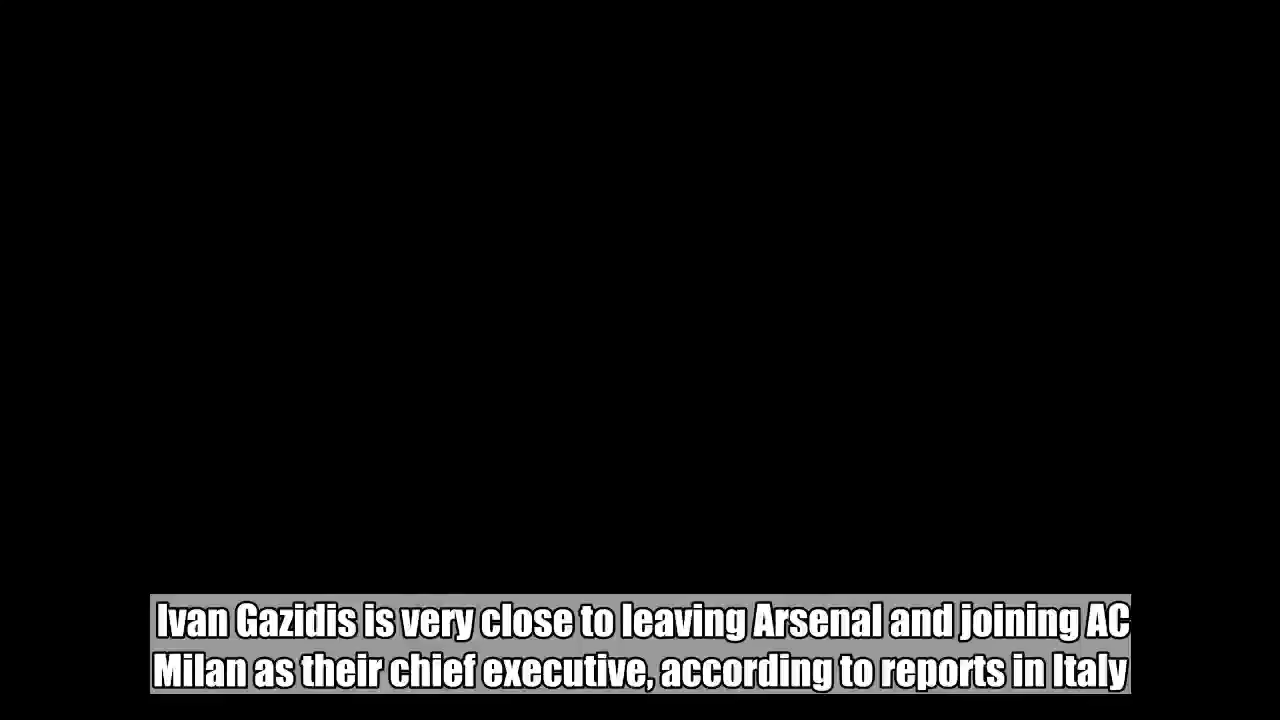 Ivan Gazidis is very close to leaving Arsenal and joining AC
Milan as their chief executive, according to reports in Italy